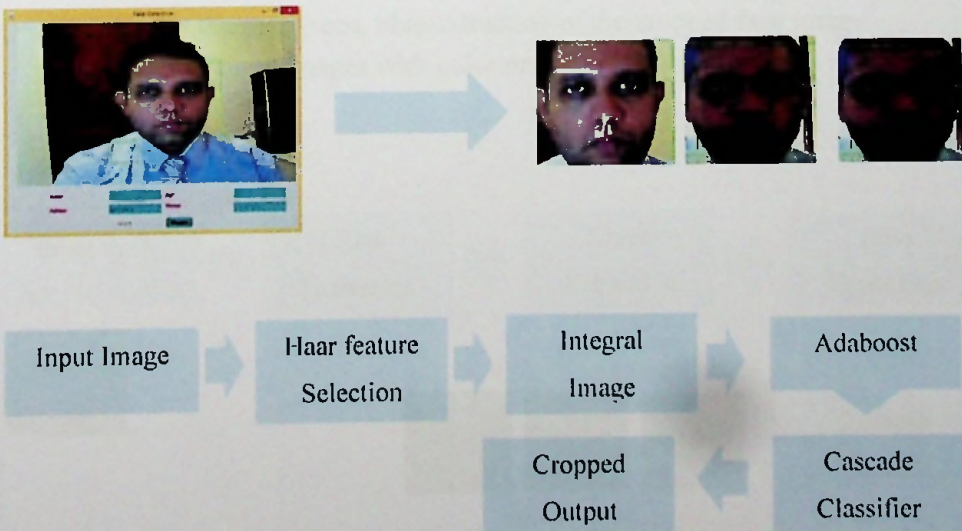 Input Image
Haar feature
Selection
Integral
Image
Adaboost
Cascade
Classifier
Cropped
Output